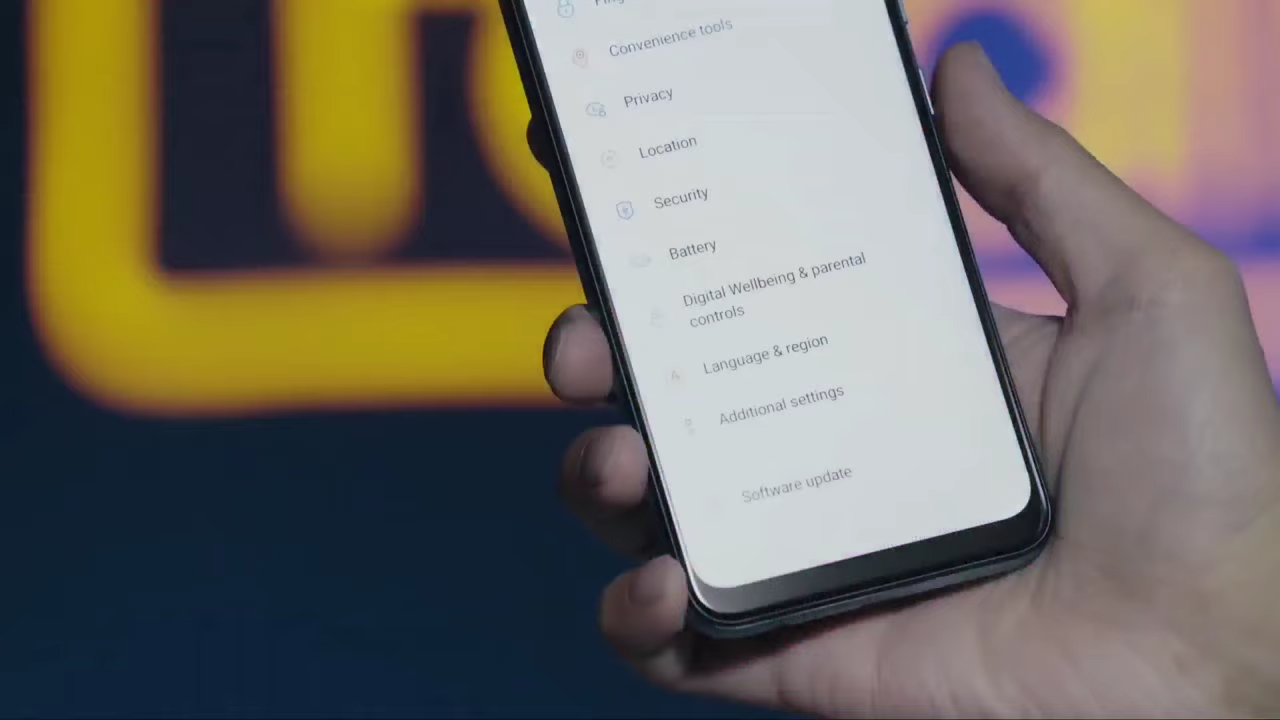 Convenience tools
Privacy
Location
Security
Battery
Digital Wellbeing & parental
controls
Language & region
Additional settings
Software update